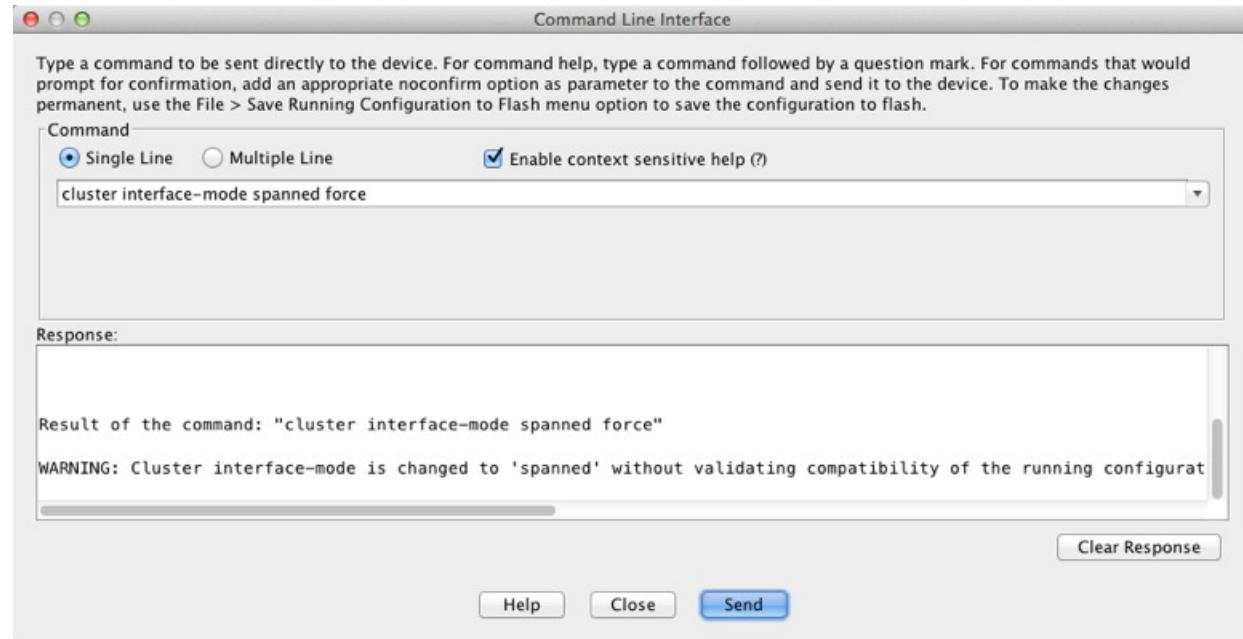 Command Line Interface
Type a command to be sent directly to the device. For command help, type a command followed by a question mark. For commands that would
prompt for confirmation, add an appropriate noconfirm option as parameter to the command and send it to the device. To make the changes
permanent, use the File > Save Running Configuration to Flash menu option to save the configuration to flash.
Command
Single Line Multiple Line Enable context sensitive help (?)
cluster interface-mode spanned force
Response:
Result of the command: "cluster interface-mode spanned force"
WARNING: Cluster interface-mode is changed to 'spanned' without validating compatibility of the running configurat
Clear Response
Help Close Send